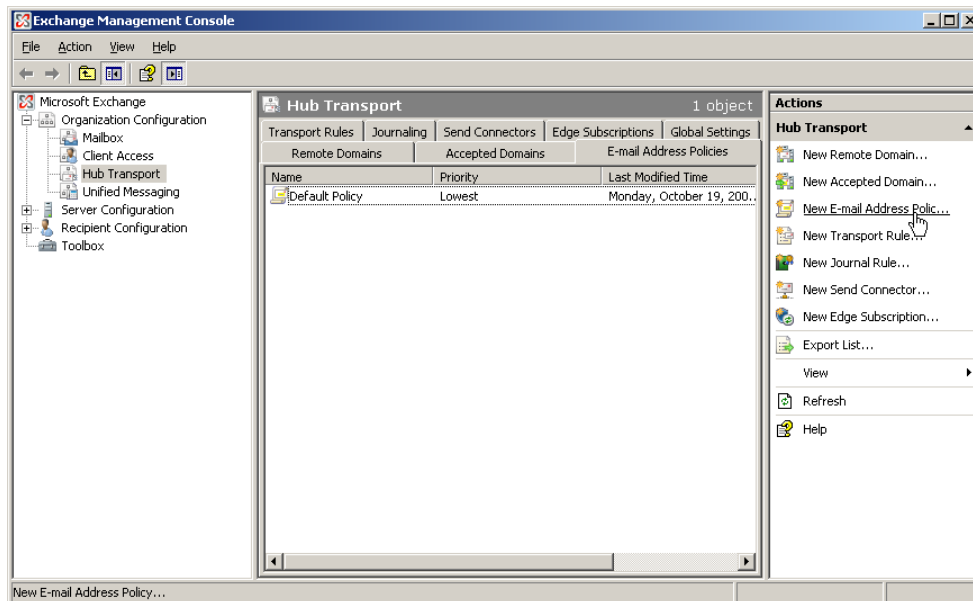 Exchange Management Console
File Action View Help
Microsoft Exchange
Organization Configuration
Mailbox
Client Access
Hub Transport
Unified Messaging
Server Configuration
Recipient Configuration
Toolbox
Hub Transport 1 object
Transport Rules Journaling Send Connectors Edge Subscriptions Global Settings
Remote Domains Accepted Domains E-mail Address Policies
Name Priority Last Modified Time
Default Policy Lowest Monday, October 19, 200...
Actions
Hub Transport
New Remote Domain...
New Accepted Domain...
New E-mail Address Polic...
New Transport Rule...
New Journal Rule...
New Send Connector...
New Edge Subscription...
Export List...
View
Refresh
Help
New E-mail Address Policy...